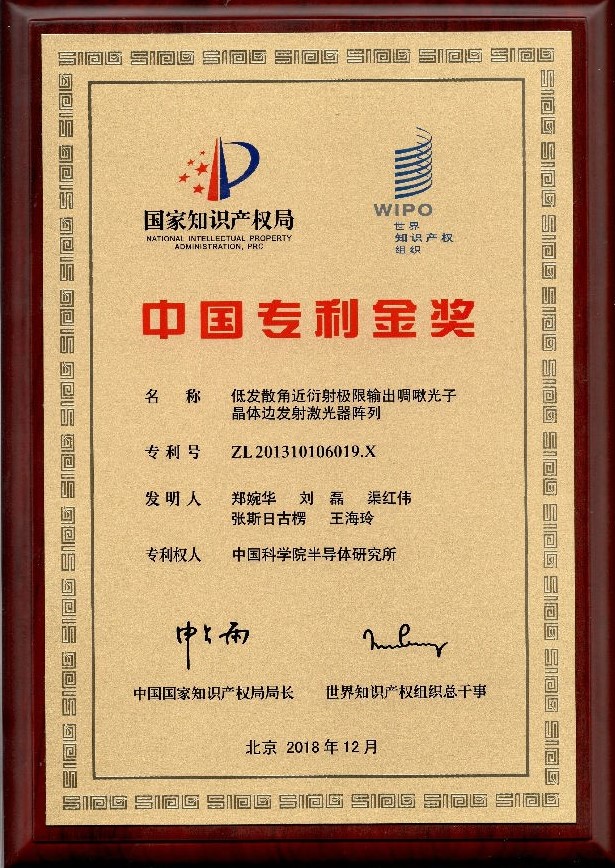 国家知识产权局
NATIONAL INTELLECTUAL PROPERTY
ADMINISTRATION, PRC
WIPO
世界
知识产权
组织
中国专利金奖
名 称 低发散角近衍射极限输出啁啾光子
晶体边发射激光器阵列
专利号 ZL201310106019.X
发明人 郑婉华 刘 磊 渠红伟
张斯日古楞 王海玲
专利权人 中国科学院半导体研究所
申长雨
中国国家知识产权局局长 世界知识产权组织总干事
北京 2018年12月